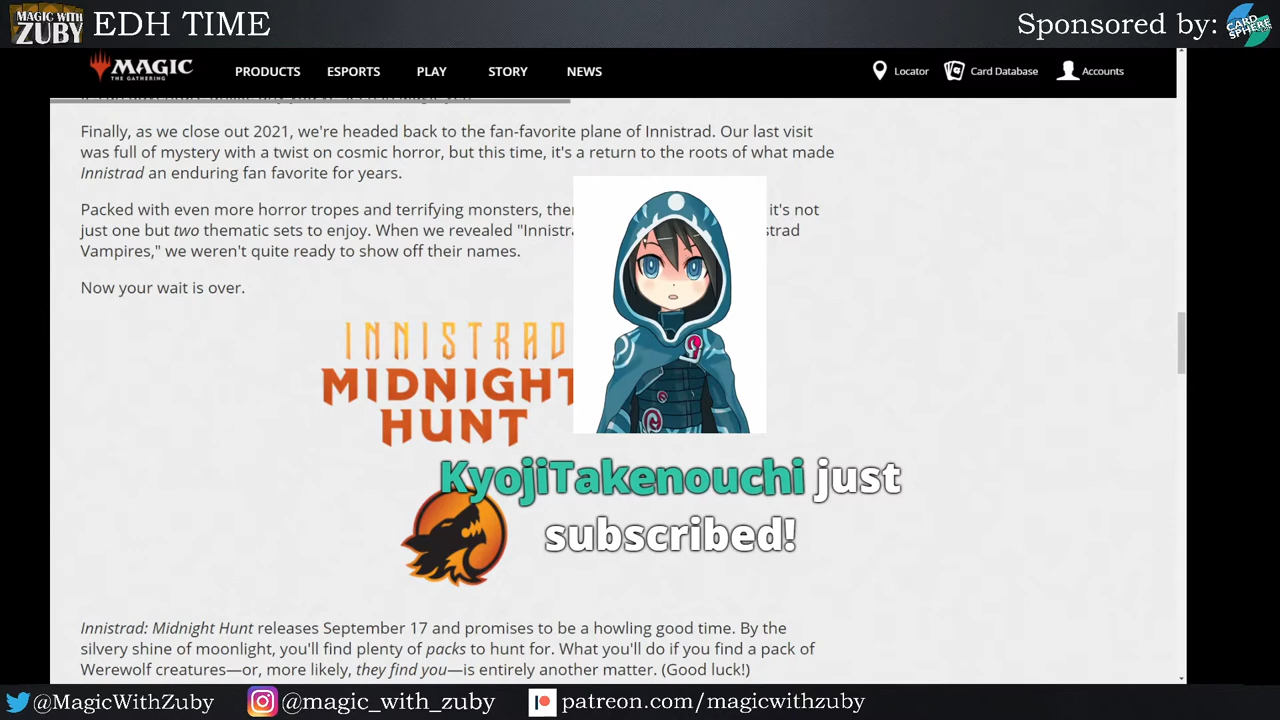 MAGIC WITH ZUBY EDH TIME Sponsored by: CARD SPHERE
MAGIC THE GATHERING PRODUCTS ESPORTS PLAY STORY NEWS Locator Card Database Accounts
Finally, as we close out 2021, we're headed back to the fan-favorite plane of Innistrad. Our last visit
was full of mystery with a twist on cosmic horror, but this time, it's a return to the roots of what made
Innistrad an enduring fan favorite for years.
Packed with even more horror tropes and terrifying monsters, it's not
just one but two thematic sets to enjoy. When we revealed
Vampires," we weren't quite ready to show off their names.
Now your wait is over.
INNISTRAD
MIDNIGHT
HUNT
KyojiTakenouchi just
subscribed!
Innistrad: Midnight Hunt releases September 17 and promises to be a howling good time. By the
silvery shine of moonlight, you'll find plenty of packs to hunt for. What you'll do if you find a pack of
Werewolf creatures—or, more likely, they find you—is entirely another matter. (Good luck!)
@MagicWithZuby @magic_with_zuby patreon.com/magicwithzuby